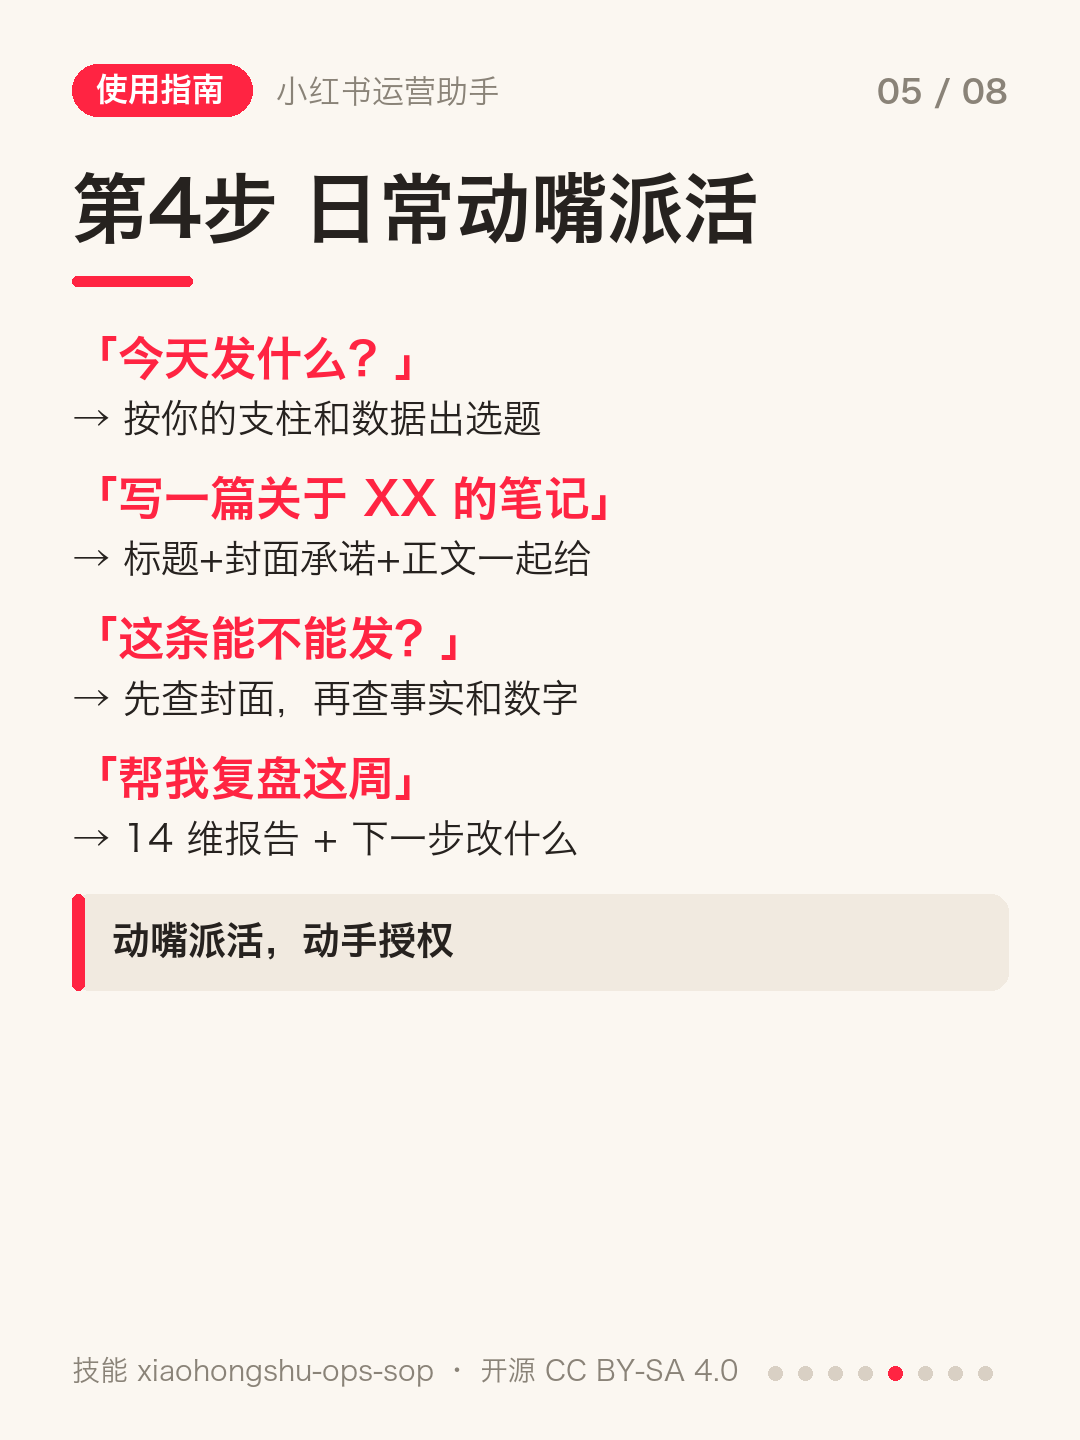 使用指南 小红书运营助手 05 / 08
第4步 日常动嘴派活
「今天发什么？」
→ 按你的支柱和数据出选题
「写一篇关于 XX 的笔记」
→ 标题+封面承诺+正文一起给
「这条能不能发？」
→ 先查封面，再查事实和数字
「帮我复盘这周」
→ 14 维报告 + 下一步改什么
动嘴派活，动手授权
技能 xiaohongshu-ops-sop · 开源 CC BY-SA 4.0